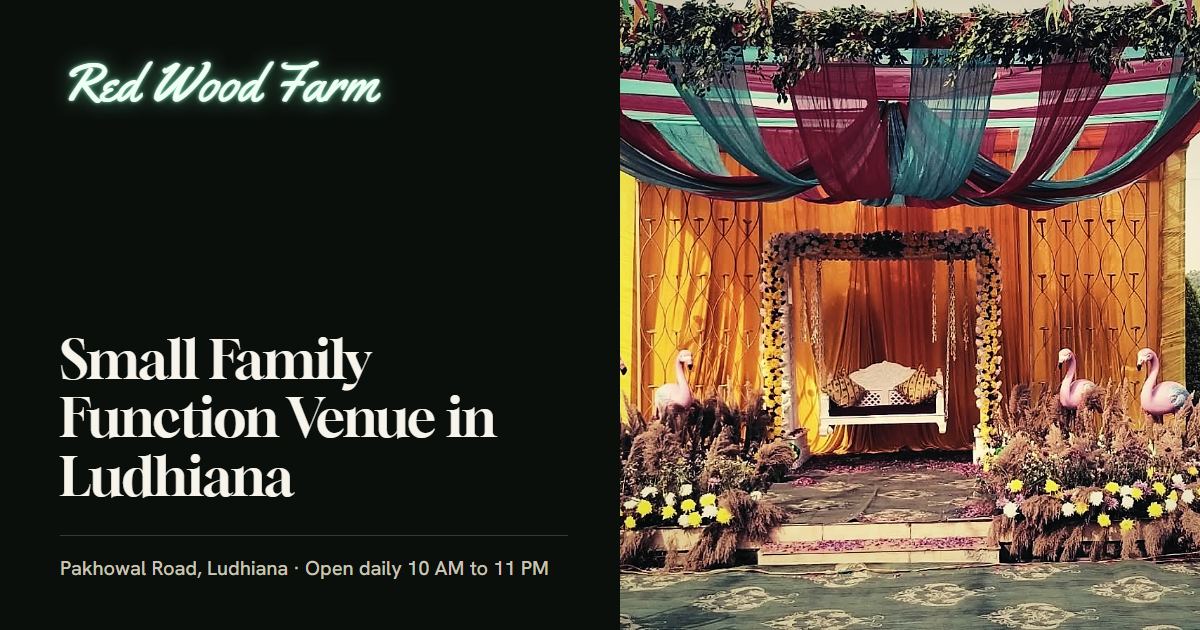 Red Wood Farm
Small Family
Function Venue in
Ludhiana
Pakhowal Road, Ludhiana · Open daily 10 AM to 11 PM